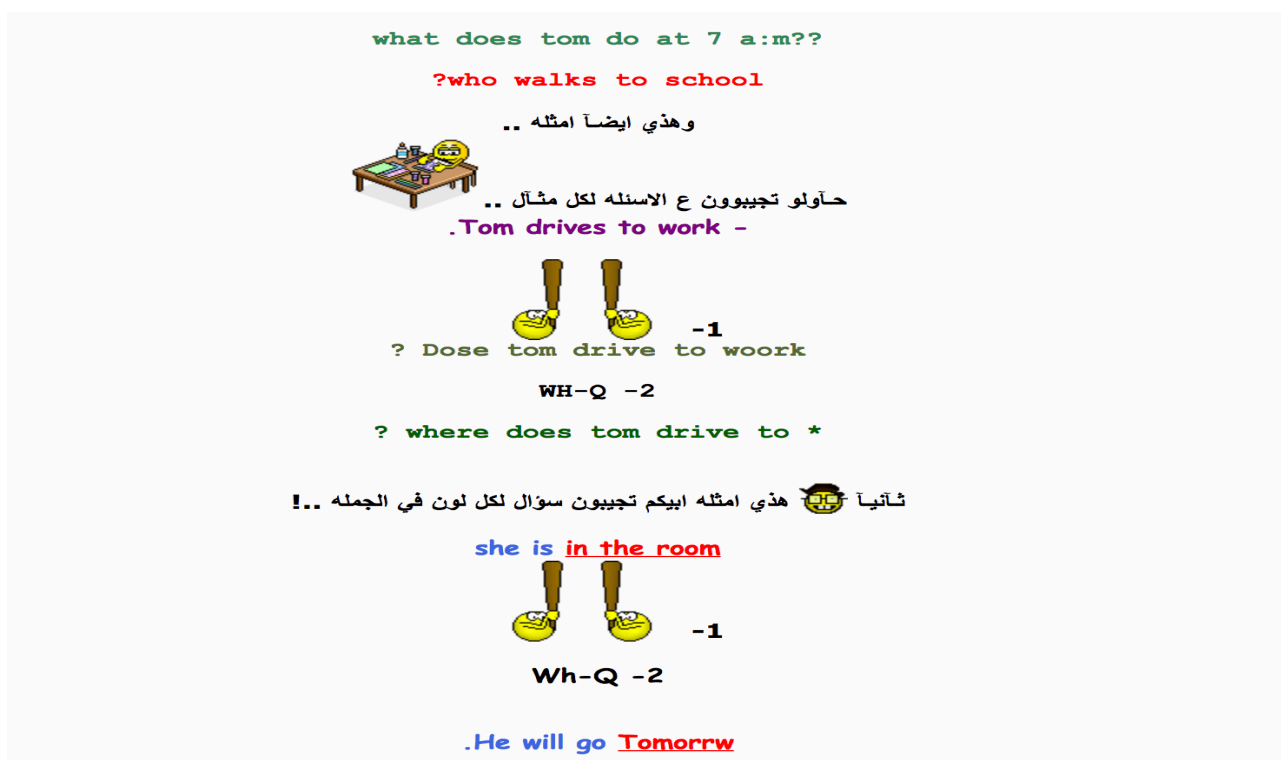 what does tom do at 7 a:m??
?who walks to school
وهذي ايضـآ امثله ..
حـآولو تجيبوون ع الاسئله لكل مثـآل ..
.Tom drives to work -
-1
? Dose tom drive to woork
WH-Q -2
? where does tom drive to *
ثـآنيـآ هذي امثله ابيكم تجيبون سؤال لكل لون في الجمله ..!
she is in the room
-1
Wh-Q -2
.He will go Tomorrw